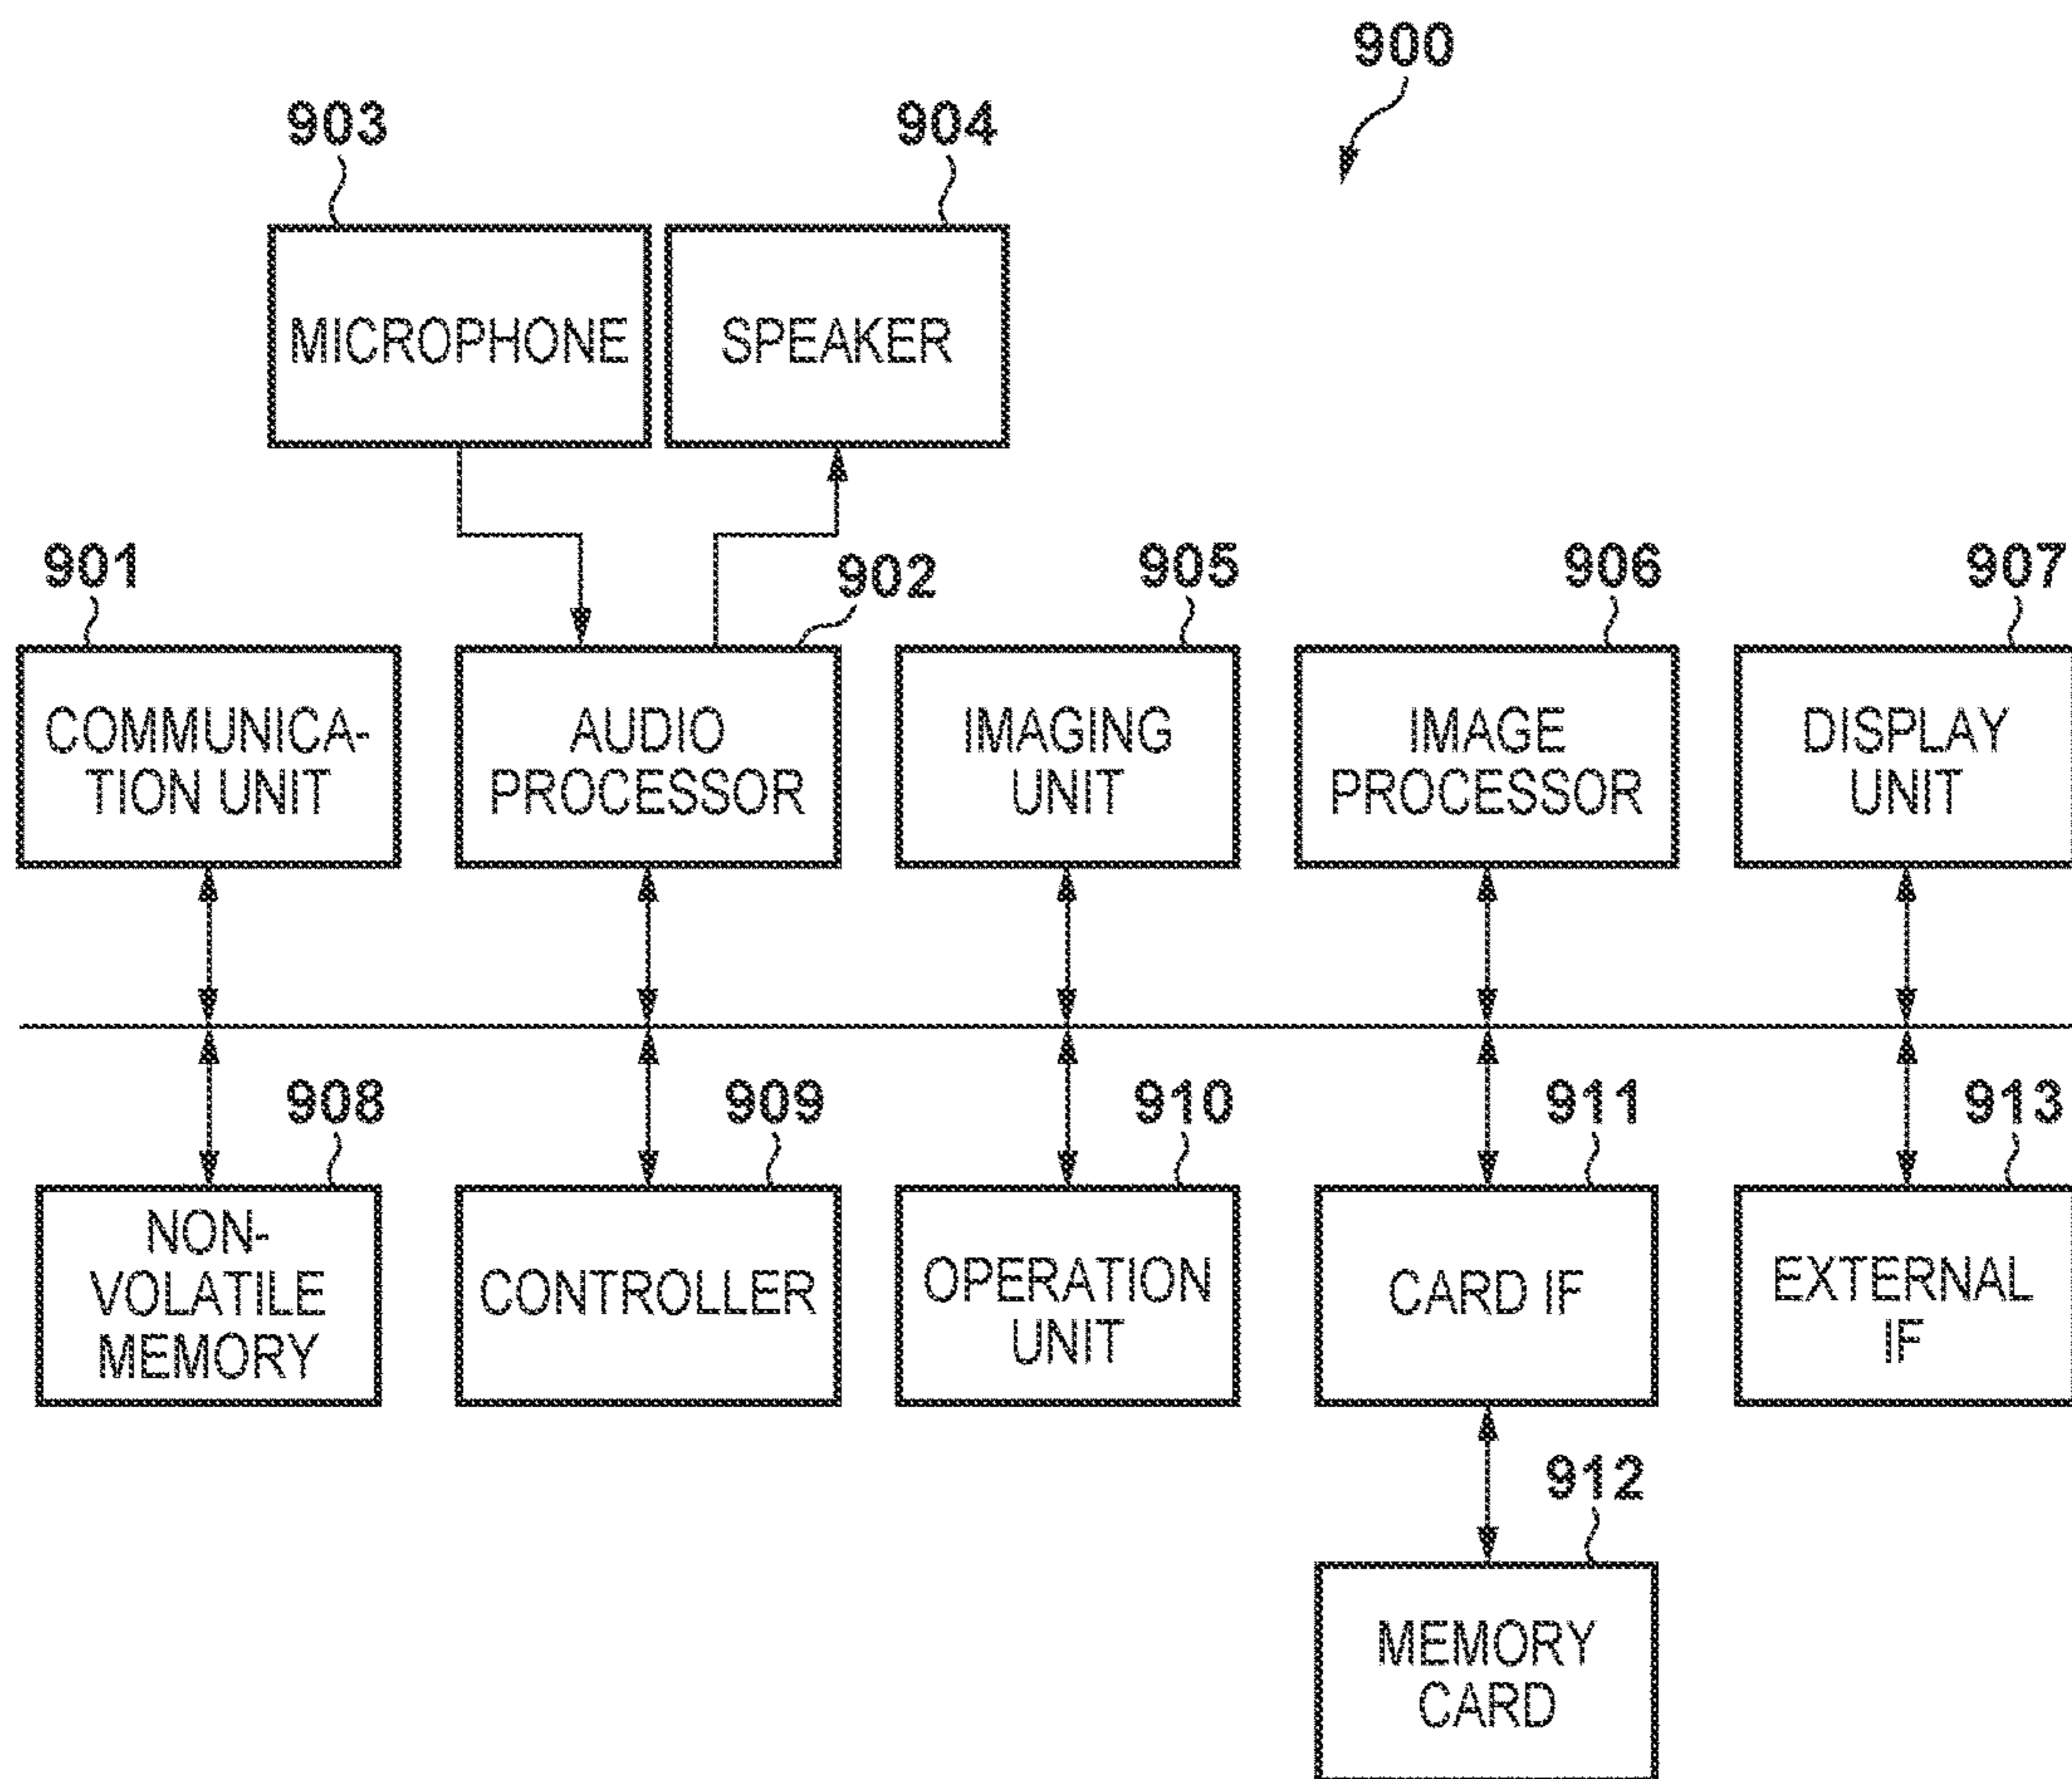 900
903
904
MICROPHONE
SPEAKER
901
902
905
906
907
COMMUNICA-
TION UNIT
AUDIO
PROCESSOR
IMAGING
UNIT
IMAGE
PROCESSOR
DISPLAY
UNIT
908
909
910
911
913
NON-
VOLATILE
MEMORY
CONTROLLER
OPERATION
UNIT
CARD IF
EXTERNAL
IF
912
MEMORY
CARD